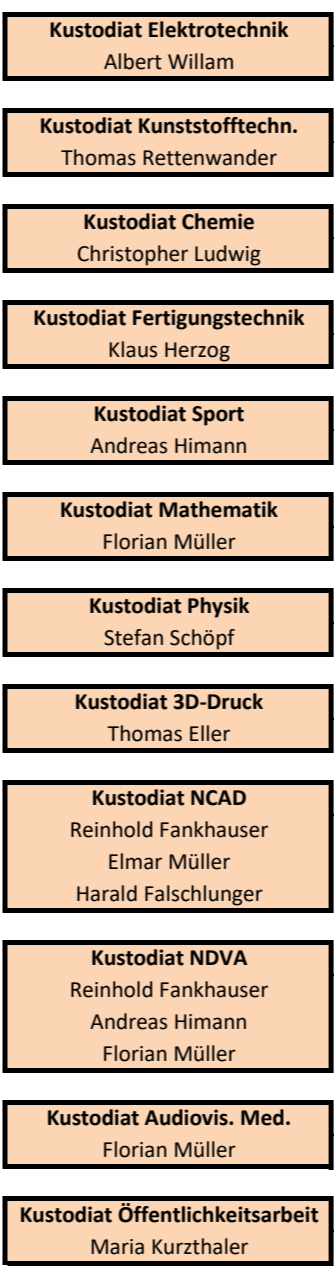 Kustodiat Elektrotechnik
Albert Willam
Kustodiat Kunststofftechn.
Thomas Rettenwander
Kustodiat Chemie
Christopher Ludwig
Kustodiat Fertigungstechnik
Klaus Herzog
Kustodiat Sport
Andreas Himann
Kustodiat Mathematik
Florian Müller
Kustodiat Physik
Stefan Schöpf
Kustodiat 3D-Druck
Thomas Eller
Kustodiat NCAD
Reinhold Fankhauser
Elmar Müller
Harald Falschlunger
Kustodiat NDVA
Reinhold Fankhauser
Andreas Himann
Florian Müller
Kustodiat Audiovis. Med.
Florian Müller
Kustodiat Öffentlichkeitsarbeit
Maria Kurzthaler